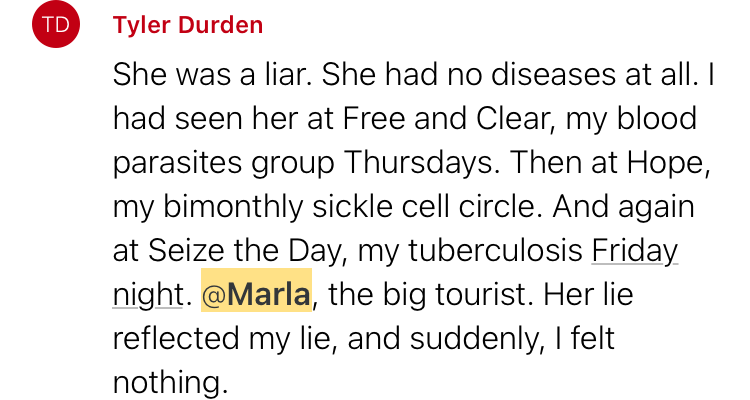 TD
Tyler Durden
She was a liar. She had no diseases at all. I
had seen her at Free and Clear, my blood
parasites group Thursdays. Then at Hope,
my bimonthly sickle cell circle. And again
at Seize the Day, my tuberculosis Friday
night. @Marla, the big tourist. Her lie
reflected my lie, and suddenly, I felt
nothing.